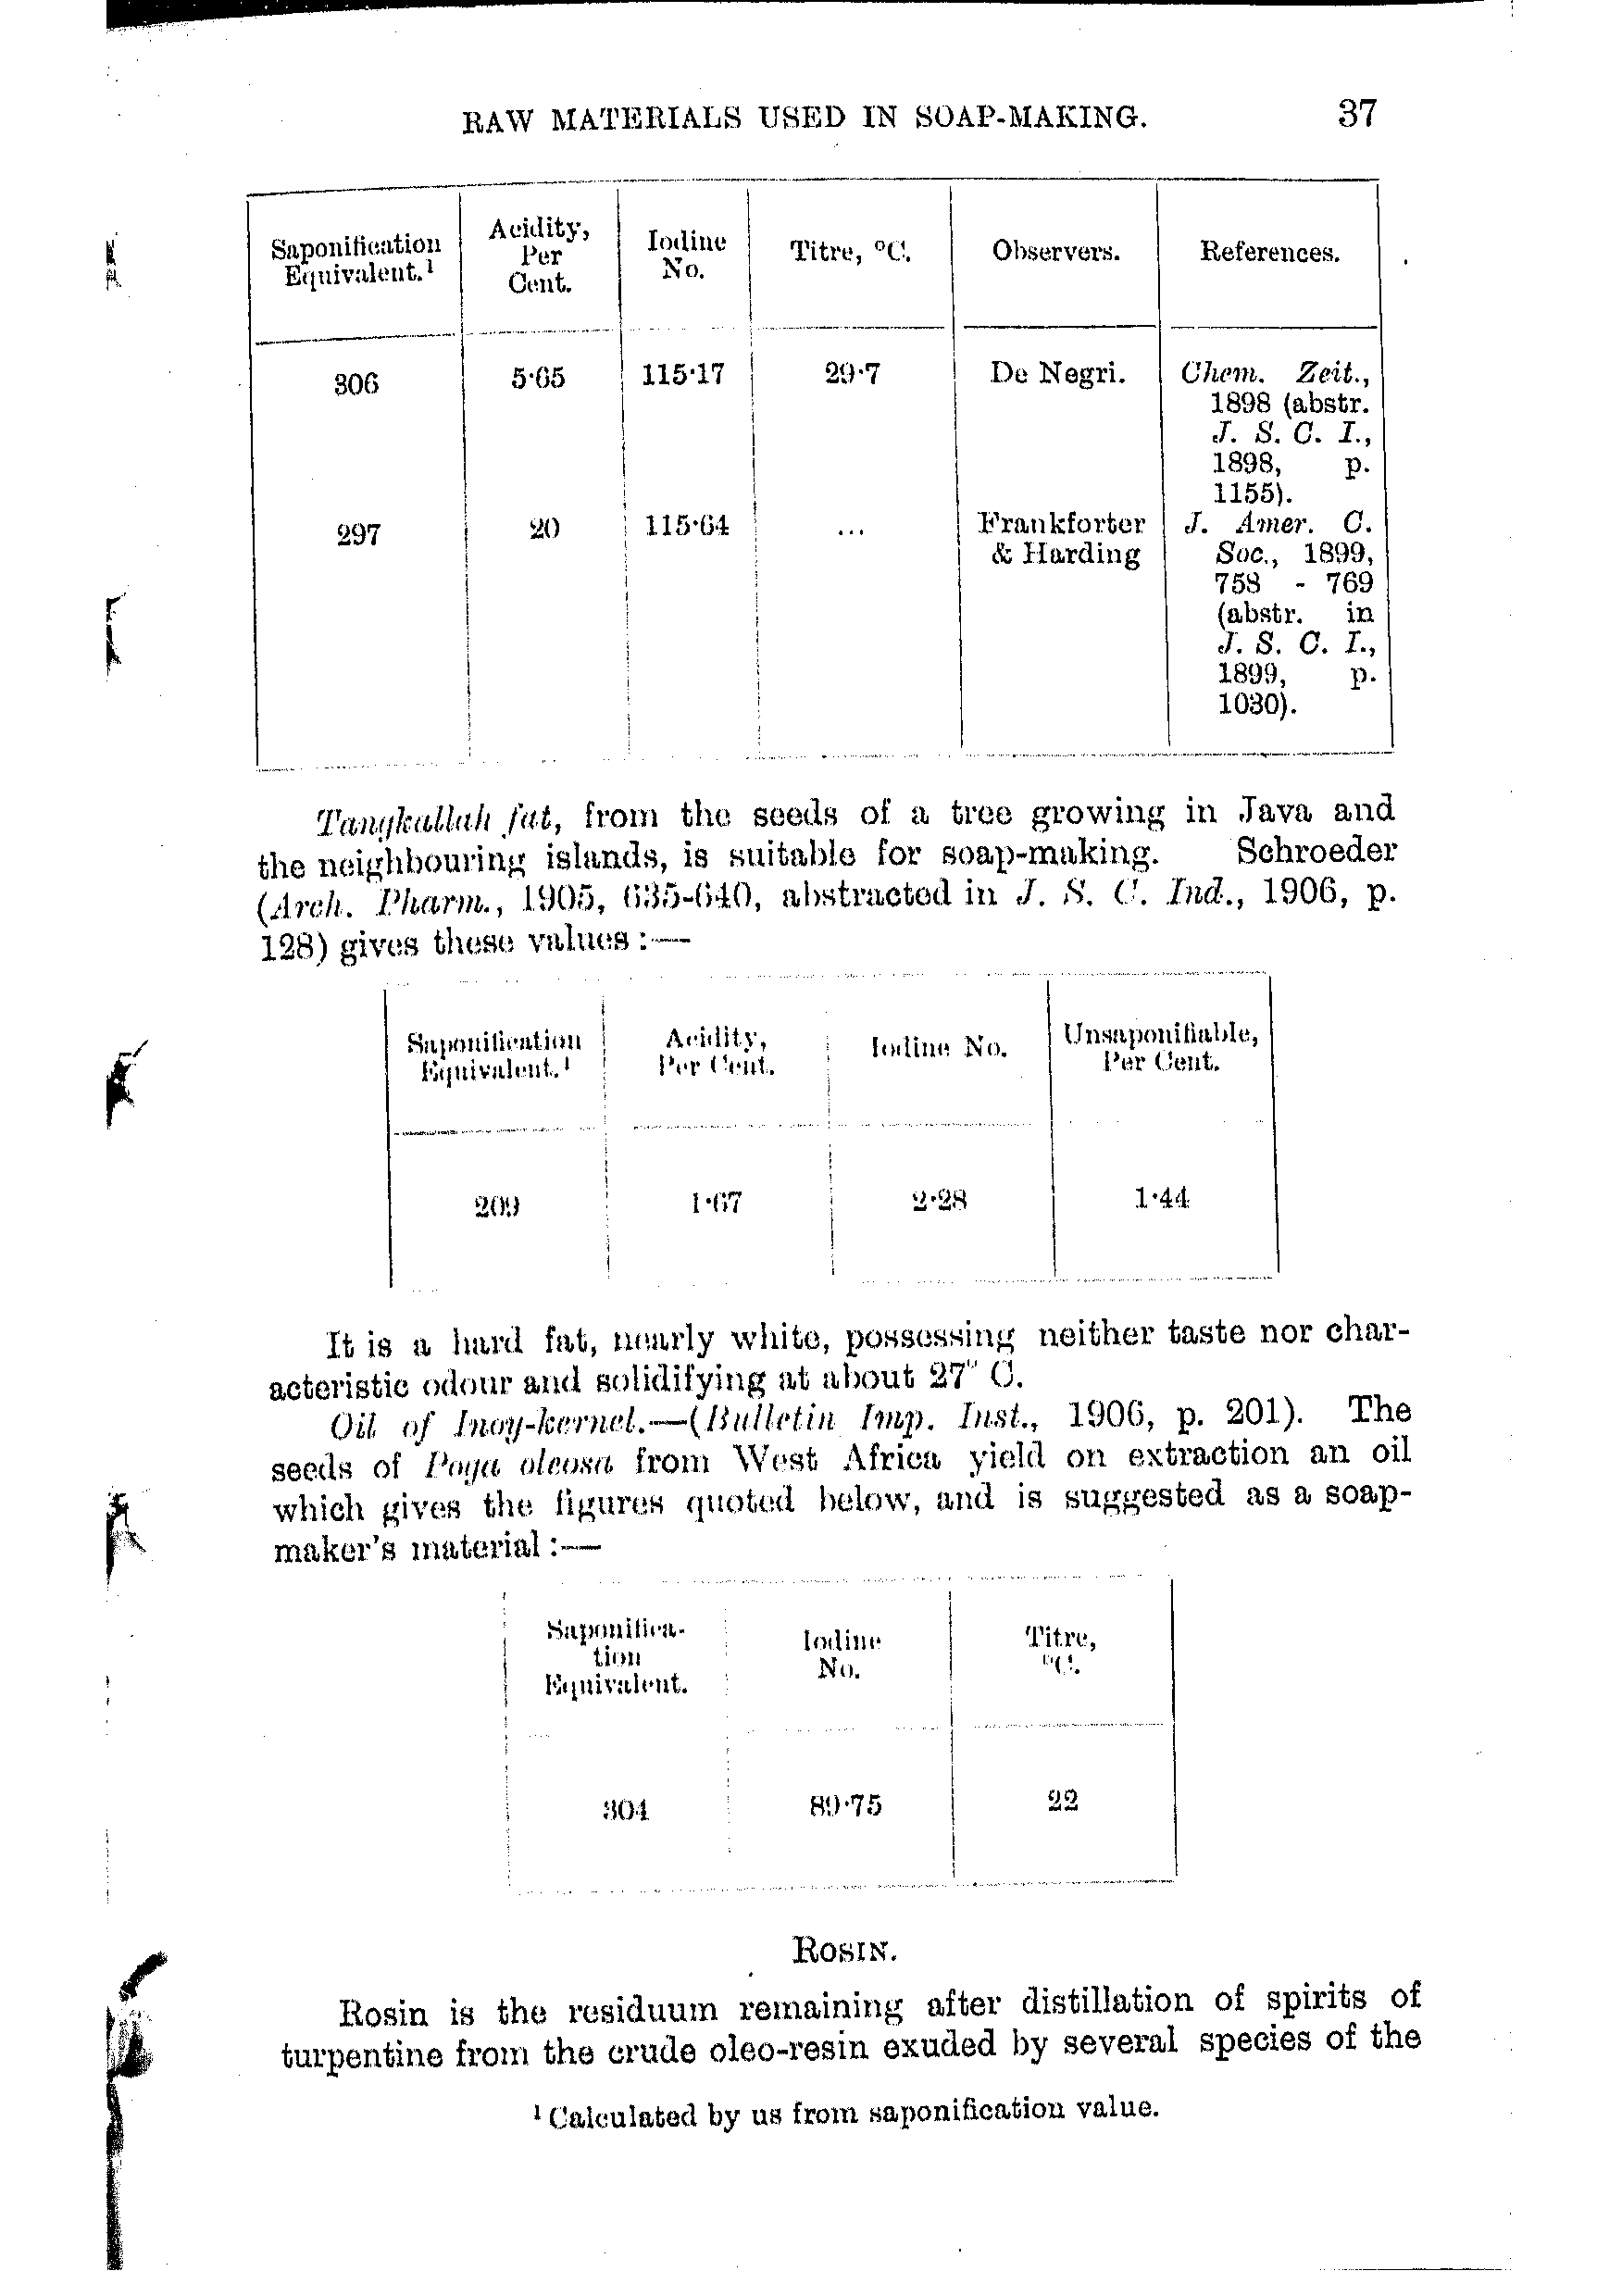 RAW MATERIALS USED IN SOAP-MAKING. 37
Saponification Equivalent.¹ Acidity, Per Cent. Iodine No. Titre, °C. Observers. References.
306 5·65 115·17 29·7 De Negri. Chem. Zeit.,
1898 (abstr.
J. S. C. I.,
1898, p.
1155).
297 20 115·64 ... Frankforter J. Amer. C.
& Harding Soc., 1899,
758 - 769
(abstr. in
J. S. C. I.,
1899, p.
1030).
Tangkallah fat, from the seeds of a tree growing in Java and
the neighbouring islands, is suitable for soap-making. Schroeder
(Arch. Pharm., 1905, 635-640, abstracted in J. S. C. Ind., 1906, p.
128) gives these values :—
Saponification Equivalent.¹ Acidity, Per Cent. Iodine No. Unsaponifiable, Per Cent.
209 1·67 2·28 1·44
It is a hard fat, nearly white, possessing neither taste nor char-
acteristic odour and solidifying at about 27° C.
Oil of Inoy-kernel.—(Bulletin Imp. Inst., 1906, p. 201). The
seeds of Poga oleosa from West Africa yield on extraction an oil
which gives the figures quoted below, and is suggested as a soap-
maker's material :—
Saponifica-
tion
Equivalent. Iodine No. Titre, °C.
304 89·75 22
ROSIN.
Rosin is the residuum remaining after distillation of spirits of
turpentine from the crude oleo-resin exuded by several species of the
¹ Calculated by us from saponification value.